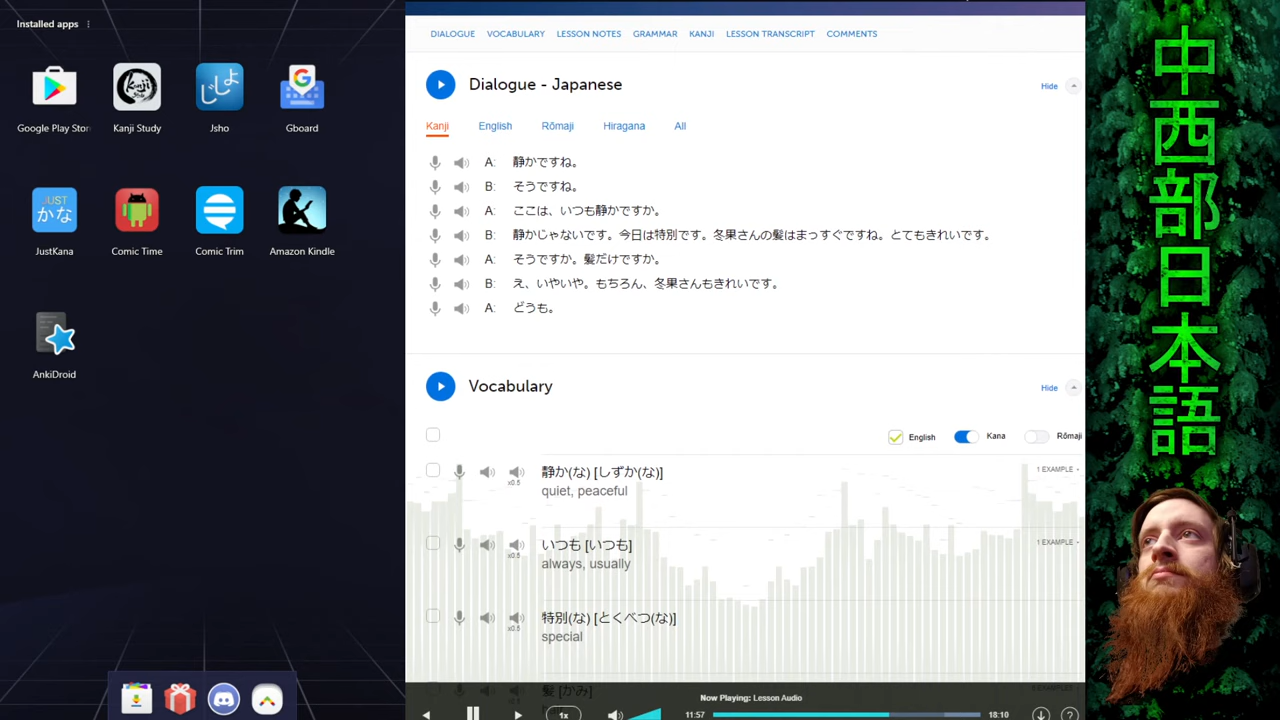 Installed apps
Google Play Stor
Kanji Study
Jsho
Gboard
JUST
かな
JustKana
Comic Time
Comic Trim
Amazon Kindle
AnkiDroid
DIALOGUE VOCABULARY LESSON NOTES GRAMMAR KANJI LESSON TRANSCRIPT COMMENTS
Dialogue - Japanese
Hide
Kanji English Rōmaji Hiragana All
A: 静かですね。
B: そうですね。
A: ここは、いつも静かですか。
B: 静かじゃないです。今日は特別です。冬果さんの髪はまっすぐですね。とてもきれいです。
A: そうですか。髪だけですか。
B: え、いやいや。もちろん、冬果さんもきれいです。
A: どうも。
Vocabulary
Hide
English Kana Rōmaji
静か(な) [しずか(な)]
quiet, peaceful
x0.5
1 EXAMPLE
いつも [いつも]
always, usually
x0.5
1 EXAMPLE
特別(な) [とくべつ(な)]
special
x0.5
髪 [かみ]
Now Playing: Lesson Audio
1x
11:57
18:10
中西部日本語